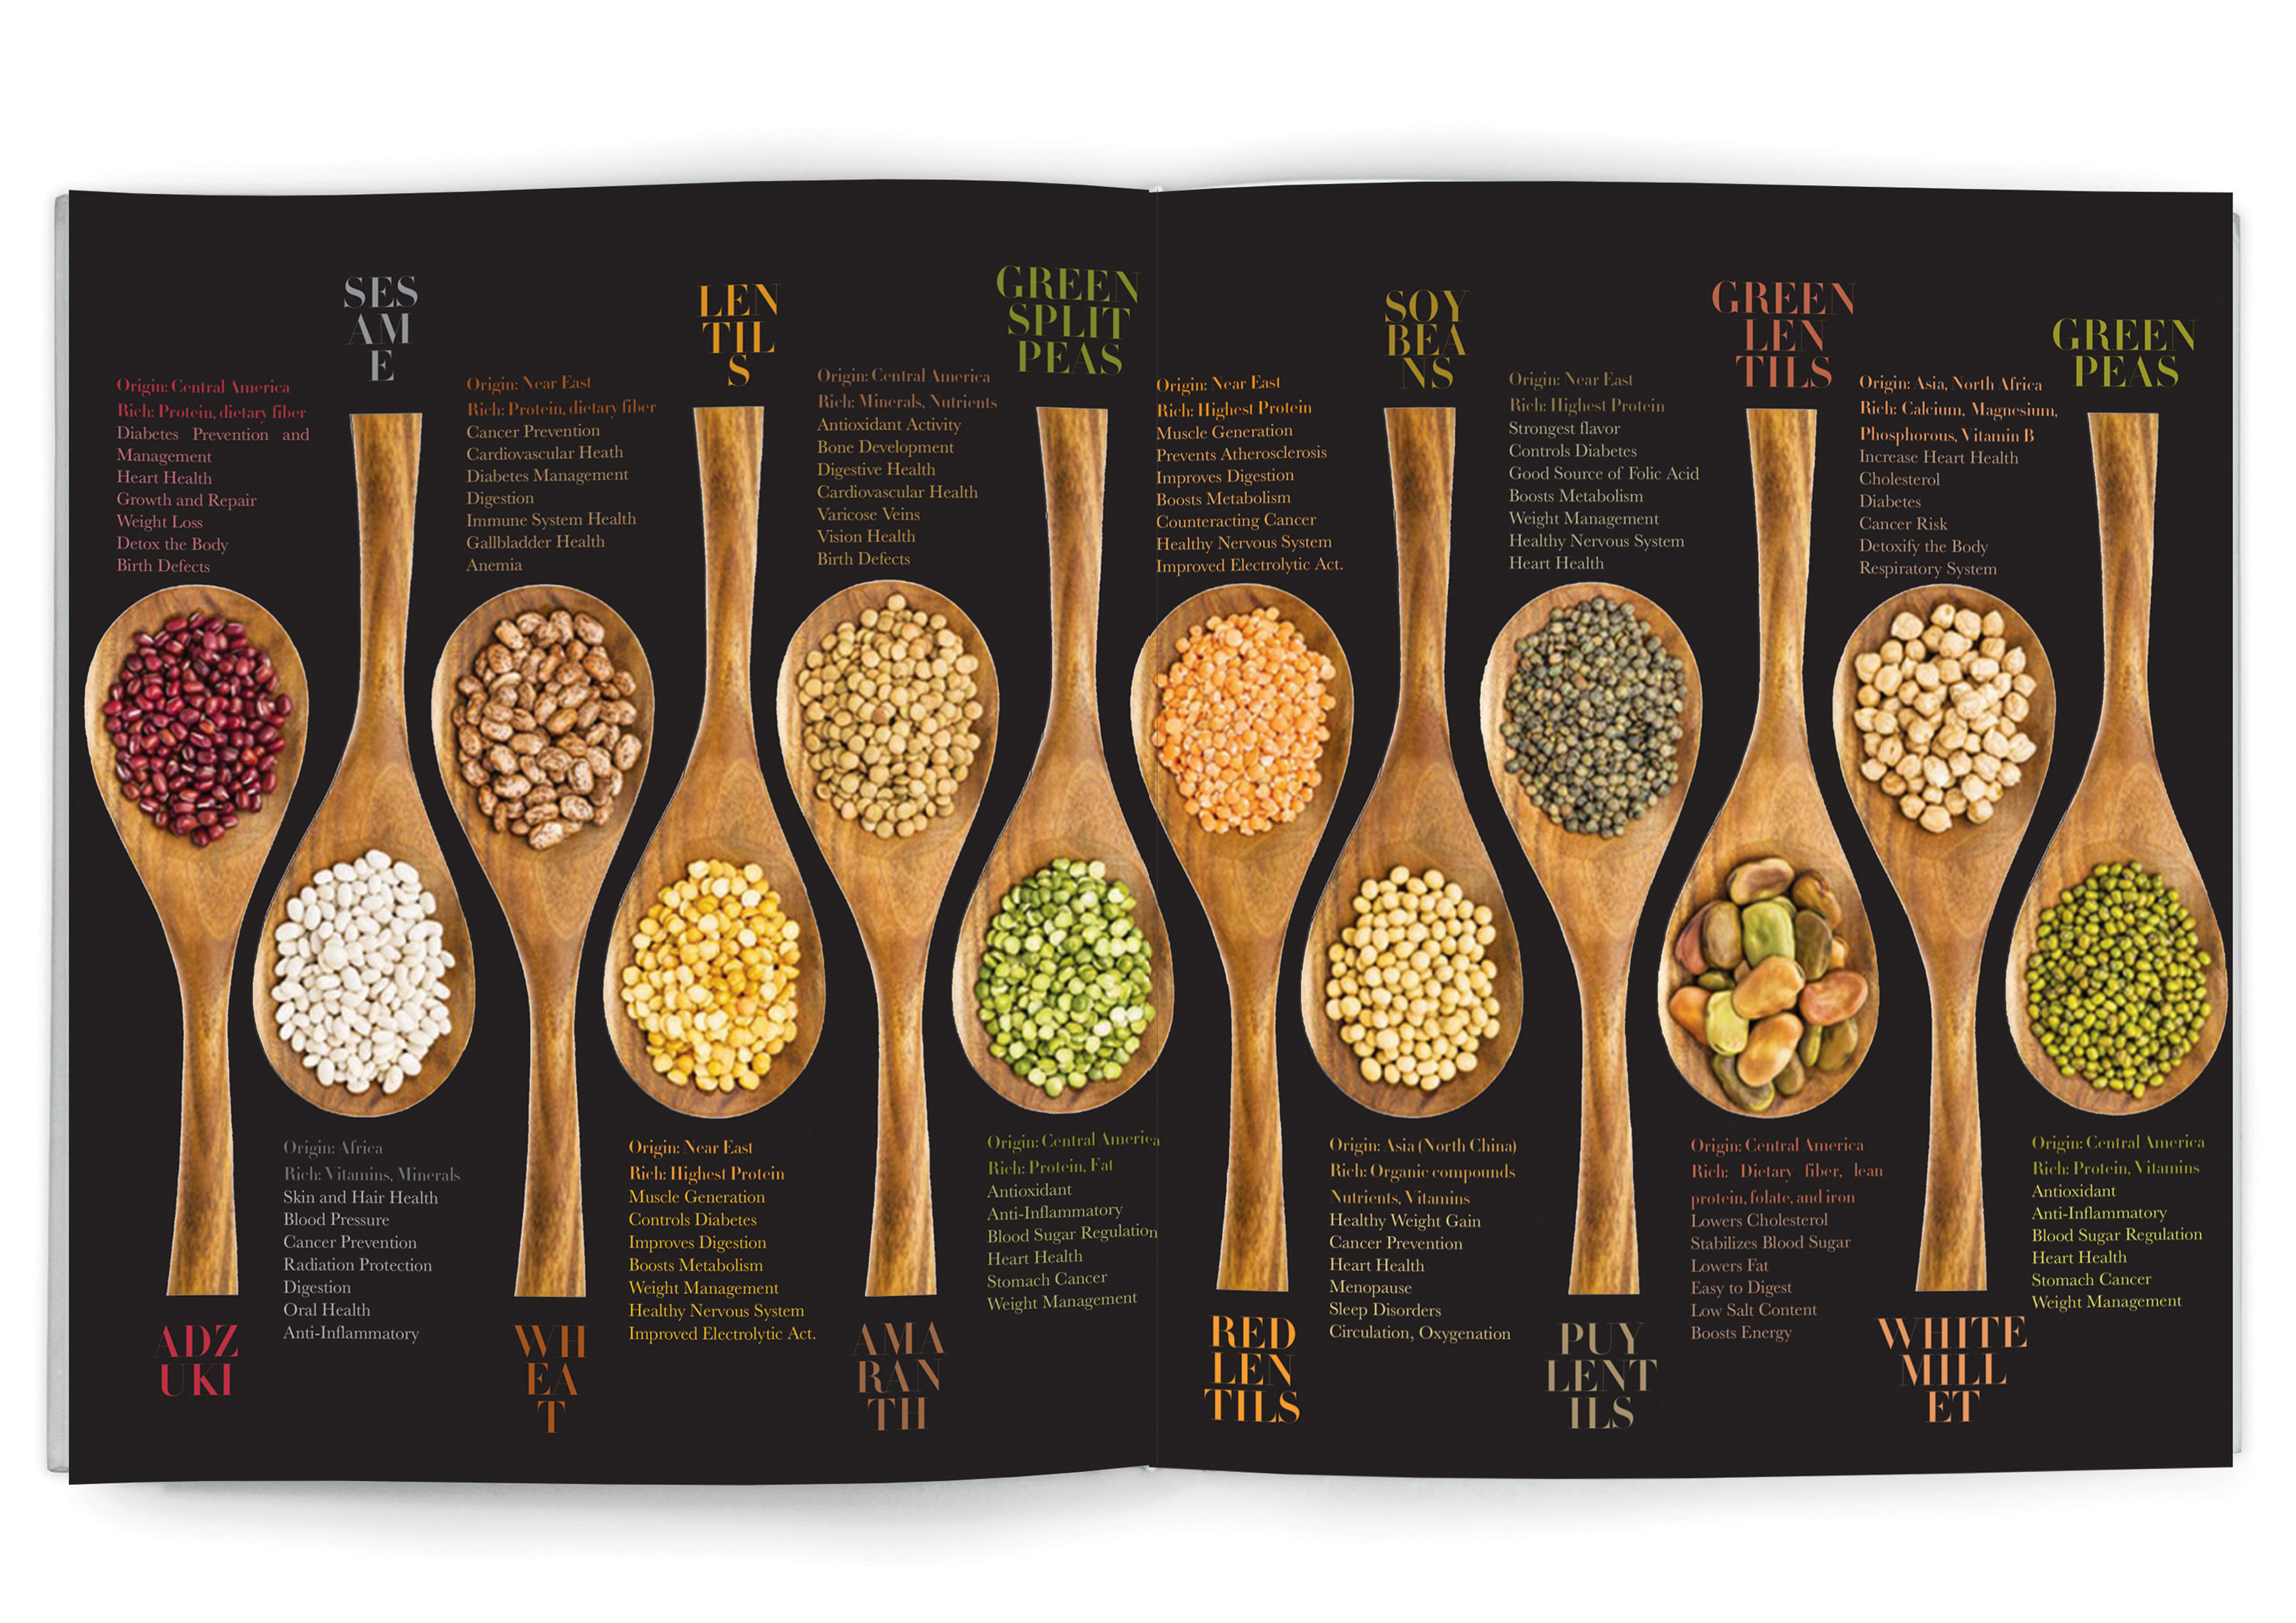 SES
AM
E
LEN
TIL
S
GREEN
SPLIT
PEAS
SOY
BEA
NS
GREEN
LEN
TILS
GREEN
PEAS
Origin: Central America
Rich: Protein, dietary fiber
Diabetes Prevention and
Management
Heart Health
Growth and Repair
Weight Loss
Detox the Body
Birth Defects
Origin: Near East
Rich: Protein, dietary fiber
Cancer Prevention
Cardiovascular Heath
Diabetes Management
Digestion
Immune System Health
Gallbladder Health
Anemia
Origin: Central America
Rich: Minerals, Nutrients
Antioxidant Activity
Bone Development
Digestive Health
Cardiovascular Health
Varicose Veins
Vision Health
Birth Defects
Origin: Near East
Rich: Highest Protein
Muscle Generation
Prevents Atherosclerosis
Improves Digestion
Boosts Metabolism
Counteracting Cancer
Healthy Nervous System
Improved Electrolytic Act.
Origin: Near East
Rich: Highest Protein
Strongest flavor
Controls Diabetes
Good Source of Folic Acid
Boosts Metabolism
Weight Management
Healthy Nervous System
Heart Health
Origin: Asia, North Africa
Rich: Calcium, Magnesium,
Phosphorous, Vitamin B
Increase Heart Health
Cholesterol
Diabetes
Cancer Risk
Detoxify the Body
Respiratory System
Origin: Africa
Rich: Vitamins, Minerals
Skin and Hair Health
Blood Pressure
Cancer Prevention
Radiation Protection
Digestion
Oral Health
Anti-Inflammatory
Origin: Near East
Rich: Highest Protein
Muscle Generation
Controls Diabetes
Improves Digestion
Boosts Metabolism
Weight Management
Healthy Nervous System
Improved Electrolytic Act.
Origin: Central America
Rich: Protein, Fat
Antioxidant
Anti-Inflammatory
Blood Sugar Regulation
Heart Health
Stomach Cancer
Weight Management
Origin: Asia (North China)
Rich: Organic compounds
Nutrients, Vitamins
Healthy Weight Gain
Cancer Prevention
Heart Health
Menopause
Sleep Disorders
Circulation, Oxygenation
Origin: Central America
Rich: Dietary fiber, lean
protein, folate, and iron
Lowers Cholesterol
Stabilizes Blood Sugar
Lowers Fat
Easy to Digest
Low Salt Content
Boosts Energy
Origin: Central America
Rich: Protein, Vitamins
Antioxidant
Anti-Inflammatory
Blood Sugar Regulation
Heart Health
Stomach Cancer
Weight Management
ADZ
UKI
WH
EA
T
AMA
RAN
TH
RED
LEN
TILS
PUY
LENT
ILS
WHITE
MILL
ET